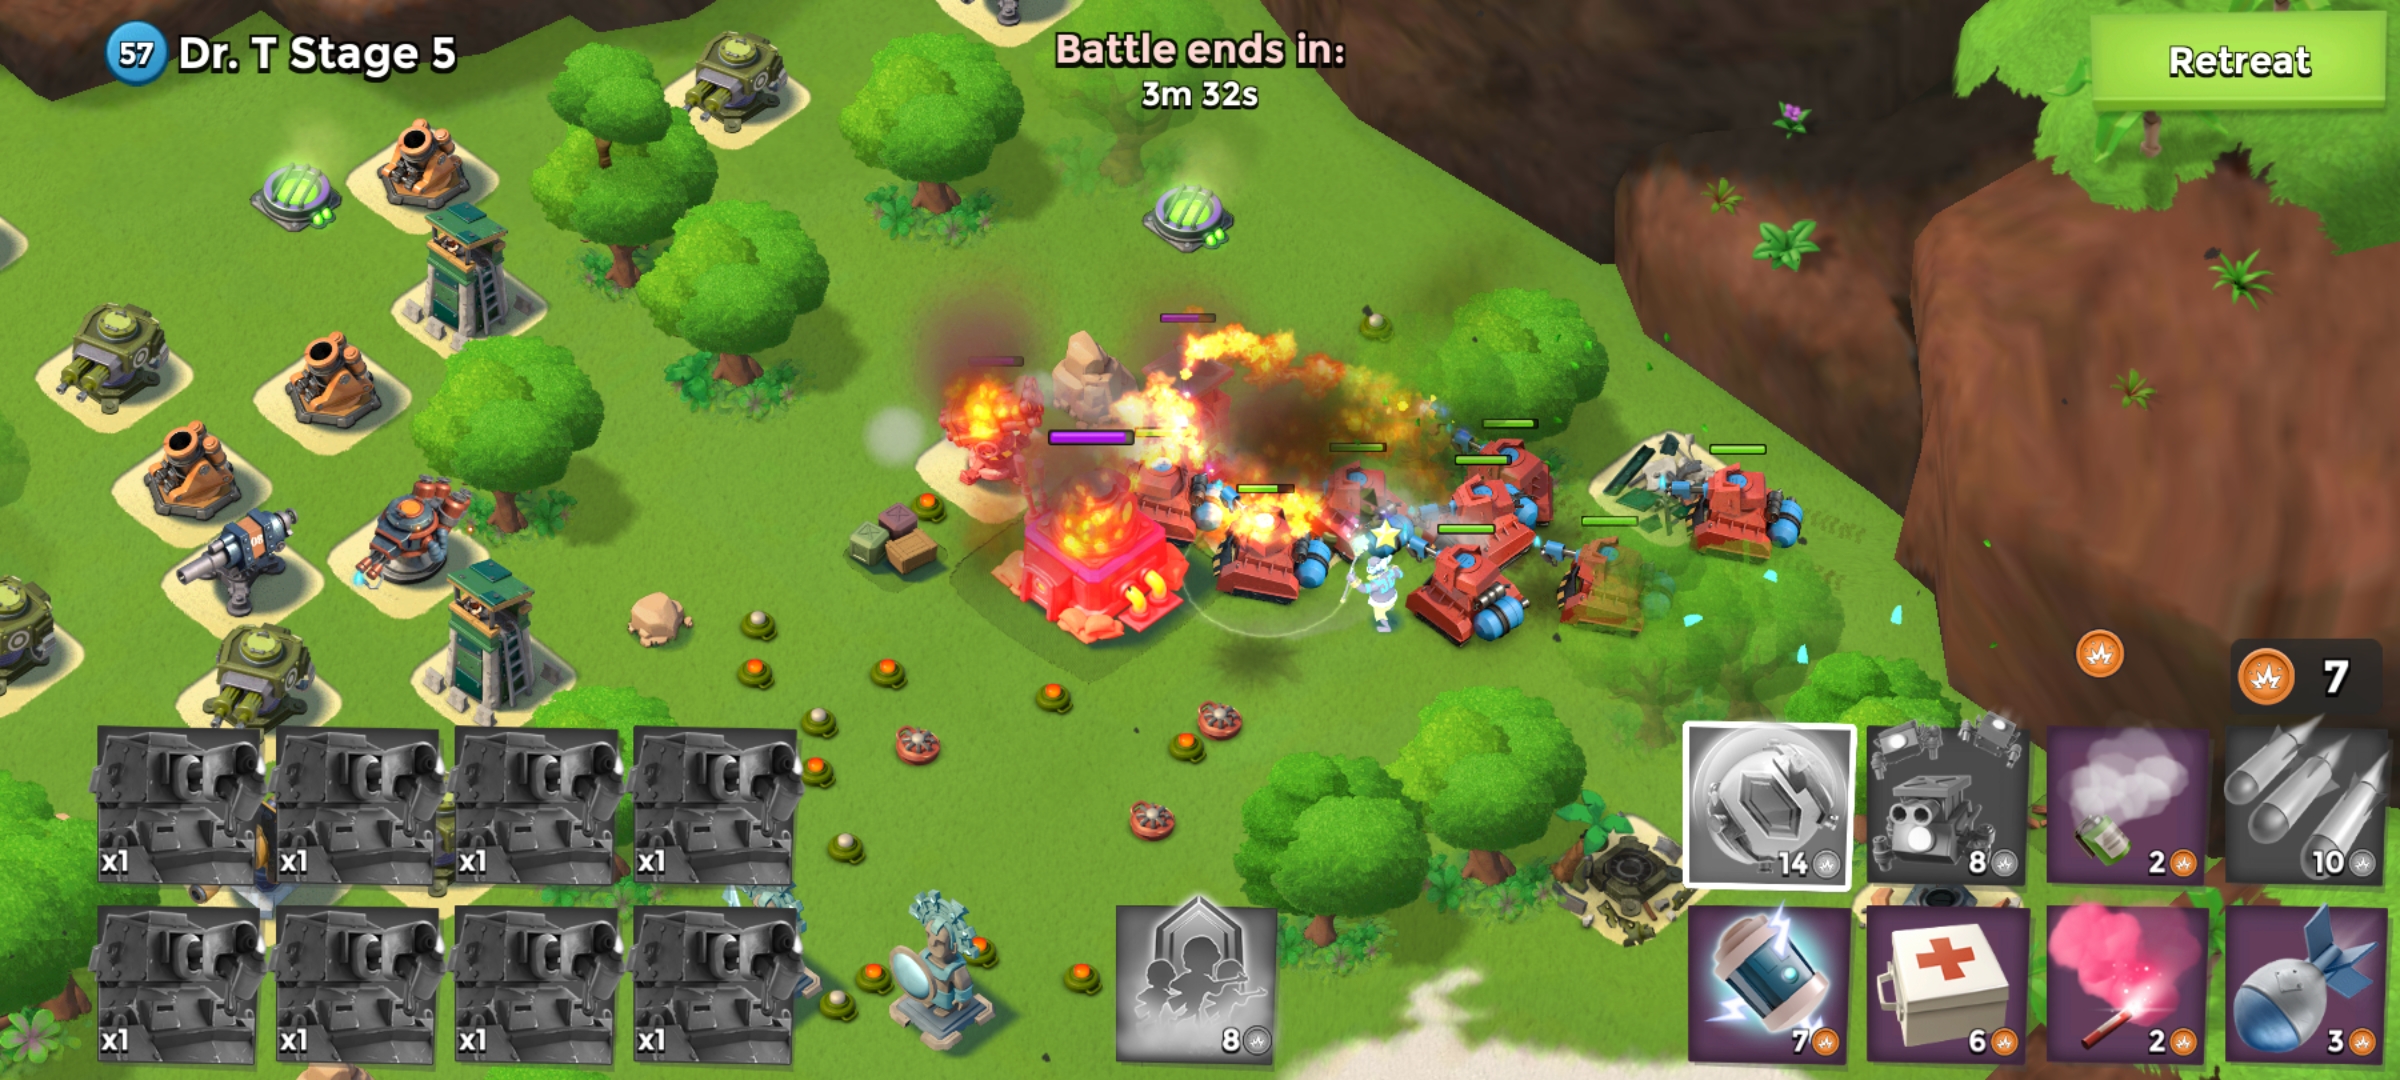 57 Dr. T Stage 5
Battle ends in:
3m 32s
Retreat
08
7
x1 x1 x1 x1
14 8 2 10
x1 x1 x1 x1
8
7 6 2 3